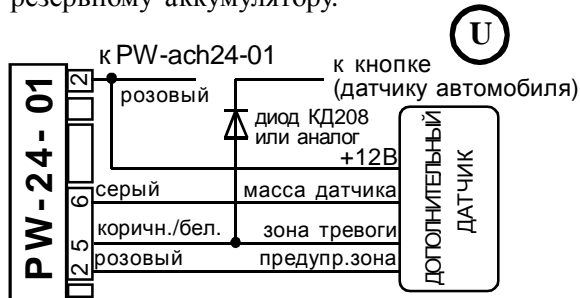 резервному аккумулятору.
U
к PW-ach24-01
к кнопке
(датчику автомобиля)
2
розовый
диод КД208
или аналог
+12В
PW-24-01
6
серый
масса датчика
5
коричн./бел.
зона тревоги
2
розовый
предупр.зона
ДОПОЛНИТЕЛЬНЫЙ
ДАТЧИК